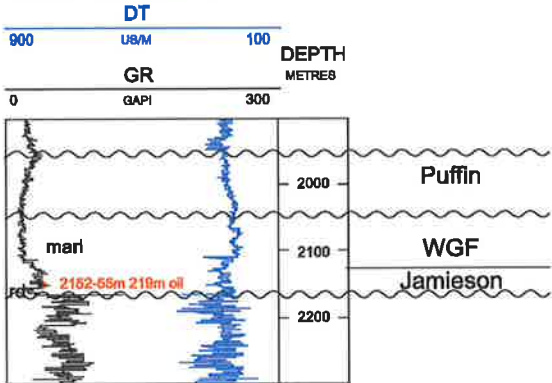 DT
900 US/M 100
DEPTH
METRES
GR
0 GAPI 300
Puffin
2000
marl
2100
WGF
2152-55m 219m oil
Jamieson
2200